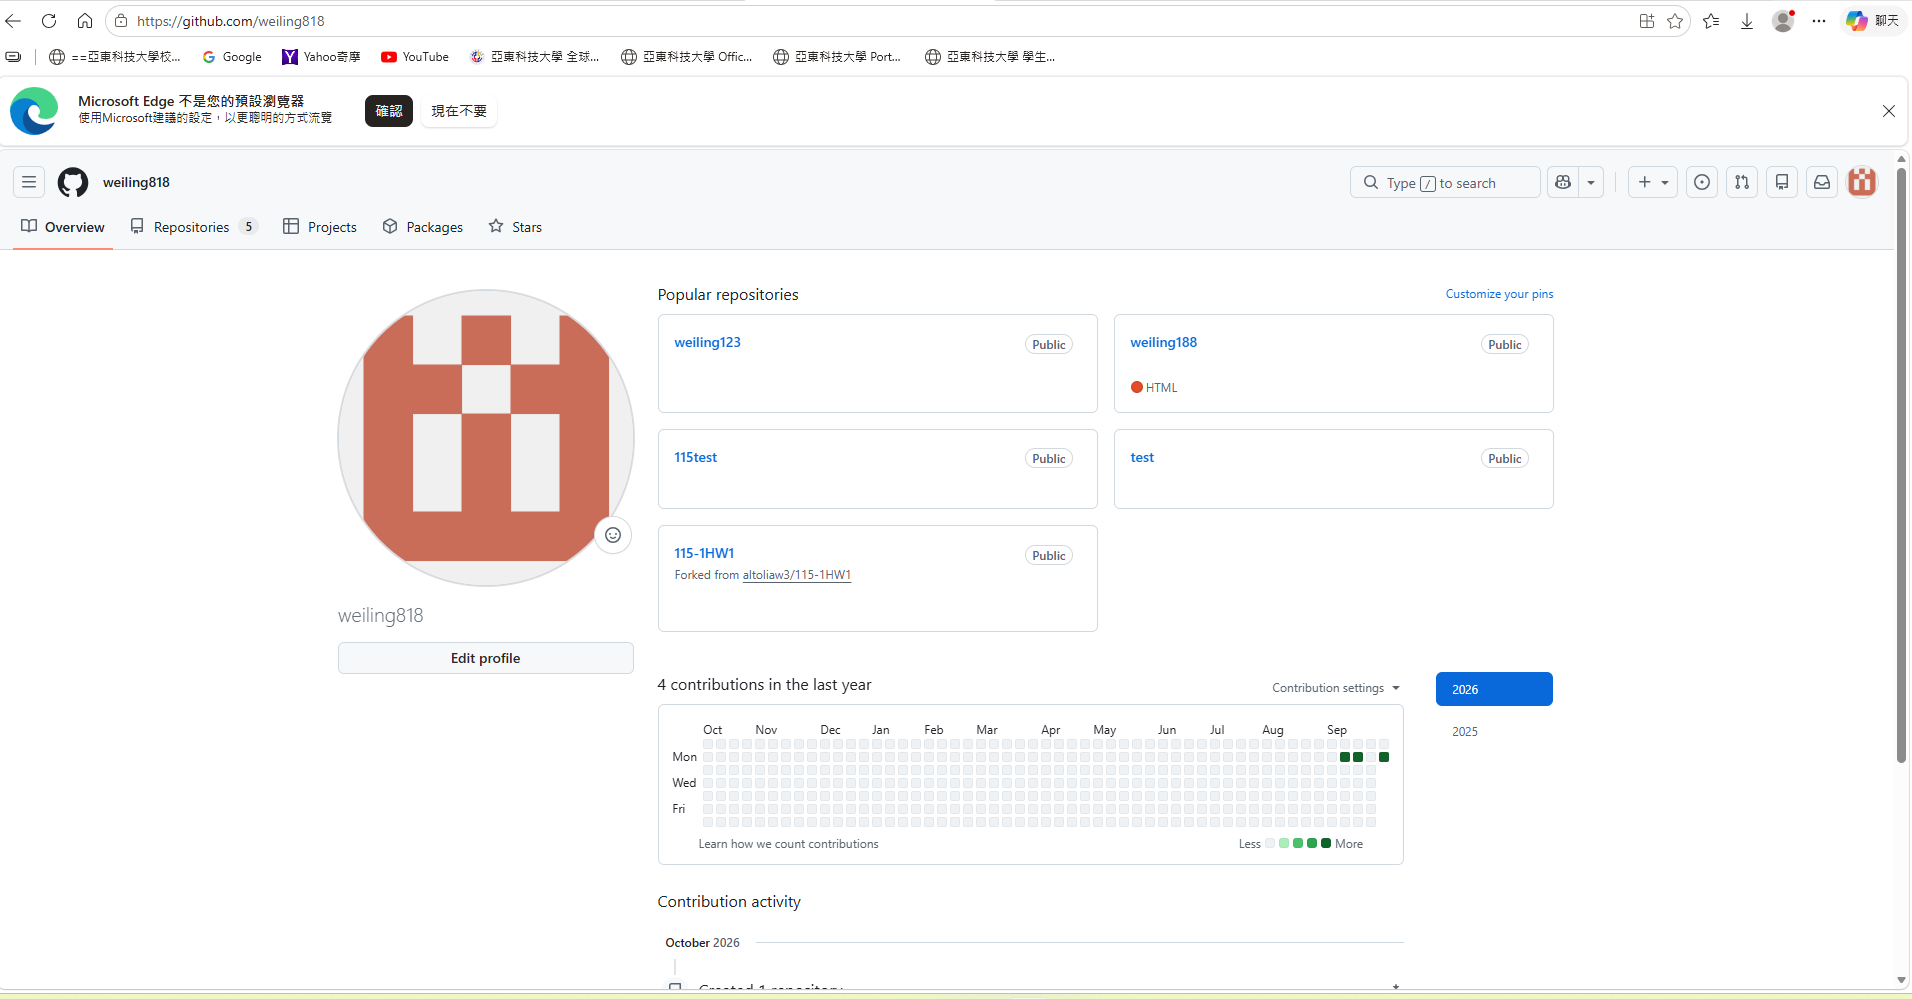 https://github.com/weiling818
聊天
==亞東科技大學校...
Google
Yahoo奇摩
YouTube
亞東科技大學 全球...
亞東科技大學 Offic...
亞東科技大學 Port...
亞東科技大學 學生...
Microsoft Edge 不是您的預設瀏覽器
使用Microsoft建議的設定，以更聰明的方式流覽
確認
現在不要
weiling818
Type / to search
Overview
Repositories 5
Projects
Packages
Stars
Popular repositories
Customize your pins
weiling123
Public
weiling188
Public
HTML
115test
Public
test
Public
115-1HW1
Public
Forked from altoliaw3/115-1HW1
weiling818
Edit profile
4 contributions in the last year
Contribution settings
2026
2025
Oct Nov Dec Jan Feb Mar Apr May Jun Jul Aug Sep
Mon
Wed
Fri
Learn how we count contributions
Less
More
Contribution activity
October 2026
Created 1 repository